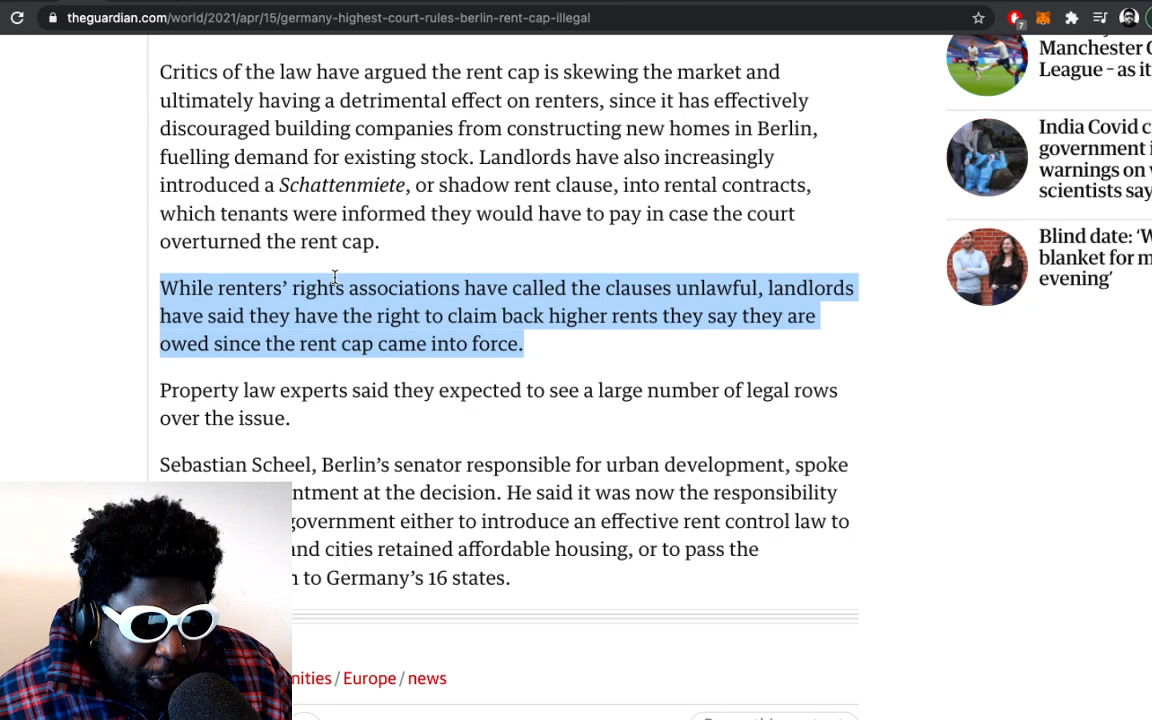 theguardian.com/world/2021/apr/15/germany-highest-court-rules-berlin-rent-cap-illegal
7
Critics of the law have argued the rent cap is skewing the market and
ultimately having a detrimental effect on renters, since it has effectively
discouraged building companies from constructing new homes in Berlin,
fuelling demand for existing stock. Landlords have also increasingly
introduced a Schattenmiete, or shadow rent clause, into rental contracts,
which tenants were informed they would have to pay in case the court
overturned the rent cap.
While renters’ rights associations have called the clauses unlawful, landlords
have said they have the right to claim back higher rents they say they are
owed since the rent cap came into force.
Property law experts said they expected to see a large number of legal rows
over the issue.
Sebastian Scheel, Berlin’s senator responsible for urban development, spoke
ntment at the decision. He said it was now the responsibility
government either to introduce an effective rent control law to
and cities retained affordable housing, or to pass the
n to Germany’s 16 states.
nities / Europe / news
Manchester C
League – as it
India Covid c
government i
warnings on v
scientists say
Blind date: ‘W
blanket for m
evening’